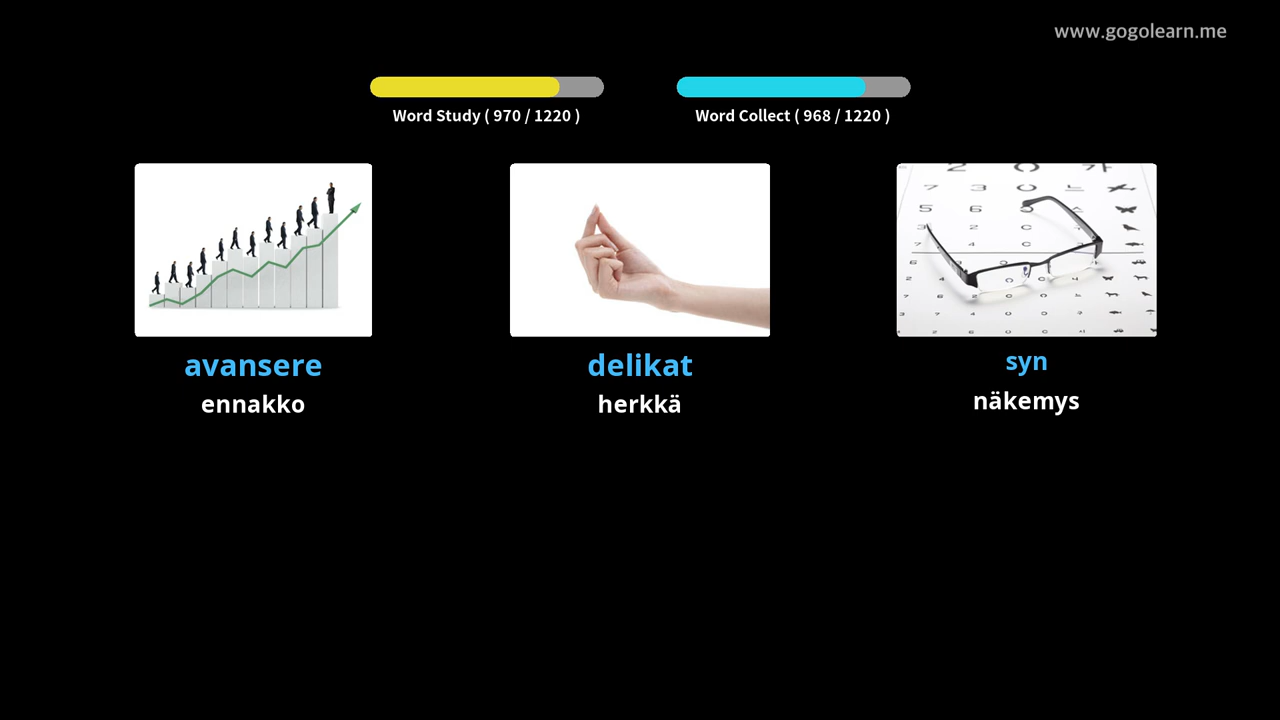 www.gogolearn.me
Word Study ( 970 / 1220 )
Word Collect ( 968 / 1220 )
avansere
ennakko
delikat
herkkä
syn
näkemys